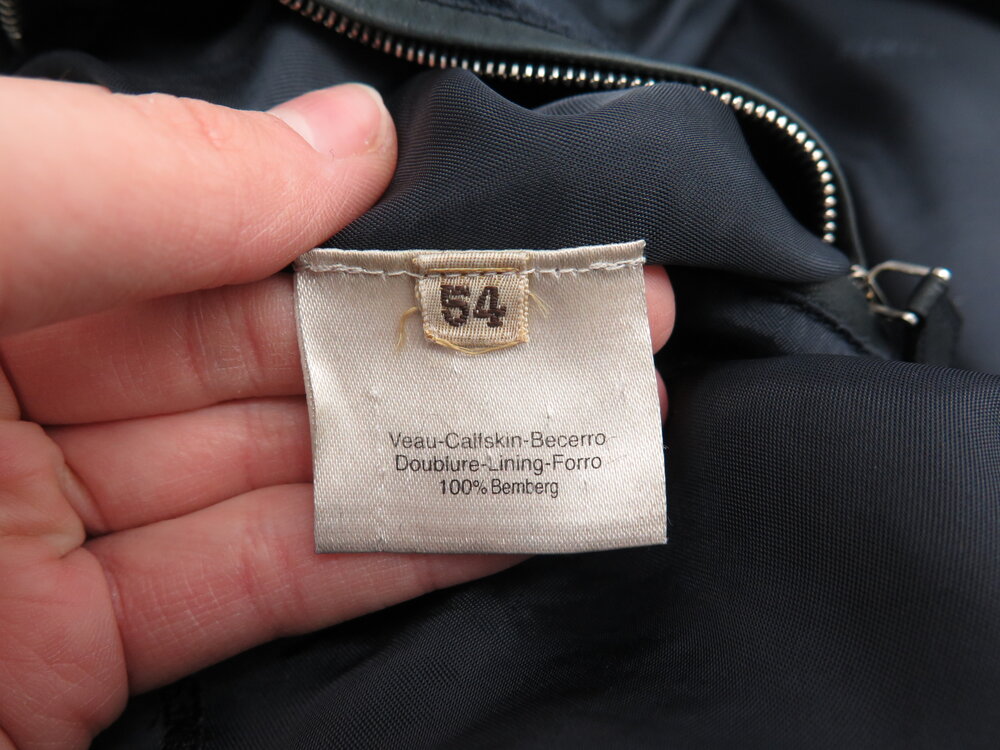 54
Veau-Calfskin-Becerro
Doublure-Lining-Forro
100% Bemberg